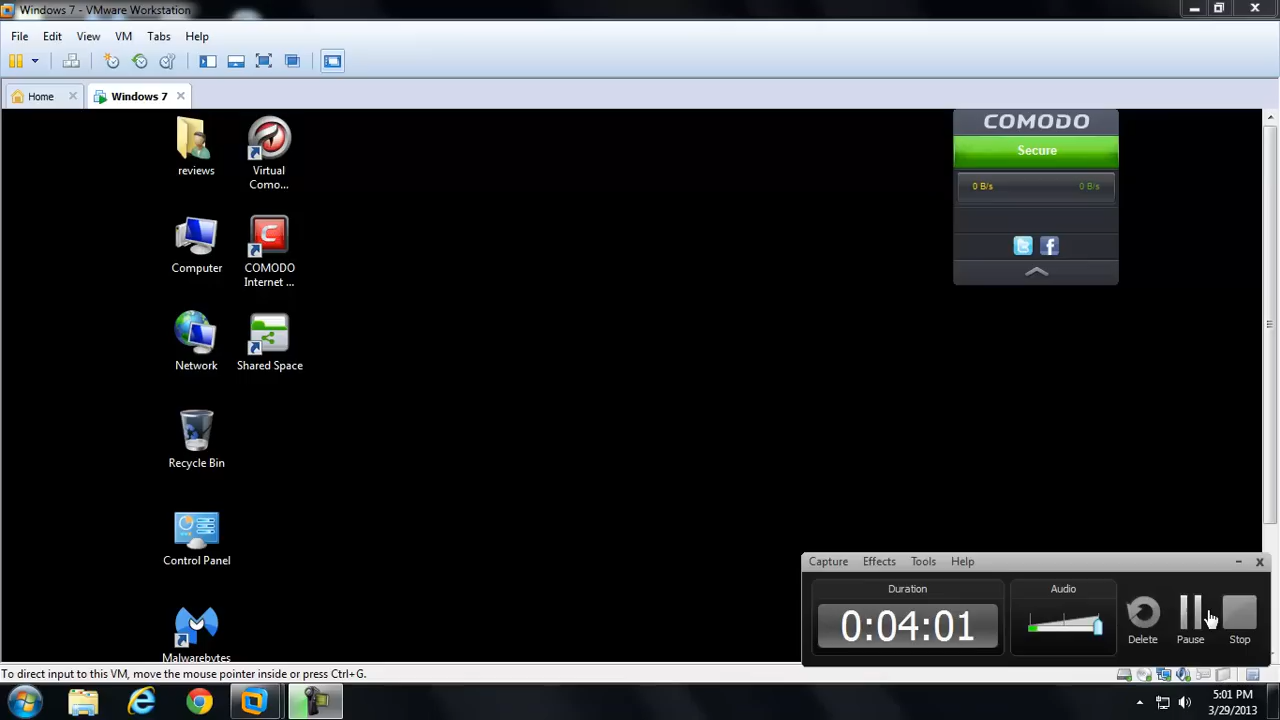 Windows 7 - VMware Workstation
File Edit View VM Tabs Help
Home
Windows 7
reviews
Virtual
Como...
Computer
COMODO
Internet ...
Network
Shared Space
Recycle Bin
Control Panel
Malwarebytes
COMODO
Secure
0 B/s 0 B/s
Capture Effects Tools Help
Duration
0:04:01
Audio
Delete
Pause
Stop
To direct input to this VM, move the mouse pointer inside or press Ctrl+G.
5:01 PM
3/29/2013